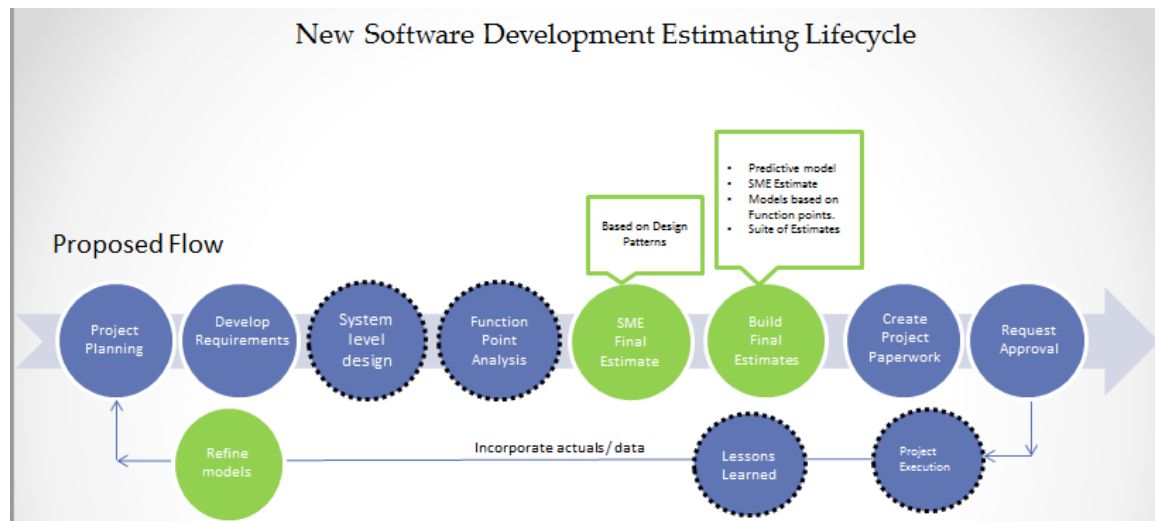 New Software Development Estimating Lifecycle
▪ Predictive model
▪ SME Estimate
▪ Models based on
Function points.
▪ Suite of Estimates
Based on Design
Patterns
Proposed Flow
Project
Planning
Develop
Requirements
System
level
design
Function
Point
Analysis
SME
Final
Estimate
Build
Final
Estimates
Create
Project
Paperwork
Request
Approval
Refine
models
Incorporate actuals/ data
Lessons
Learned
Project
Execution